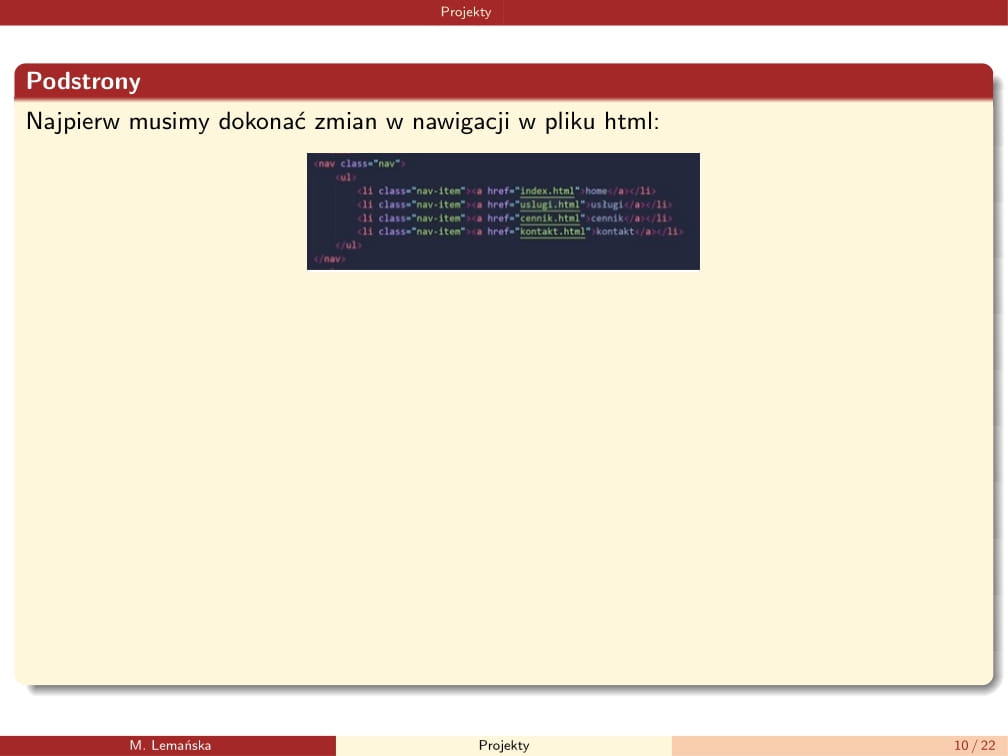 Projekty
Podstrony
Najpierw musimy dokonać zmian w nawigacji w pliku html:
<nav class="nav">
<ul>
<li class="nav-item"><a href="index.html">home</a></li>
<li class="nav-item"><a href="uslugi.html">usługi</a></li>
<li class="nav-item"><a href="cennik.html">cennik</a></li>
<li class="nav-item"><a href="kontakt.html">kontakt</a></li>
</ul>
</nav>
M. Lemańska
Projekty
10 / 22